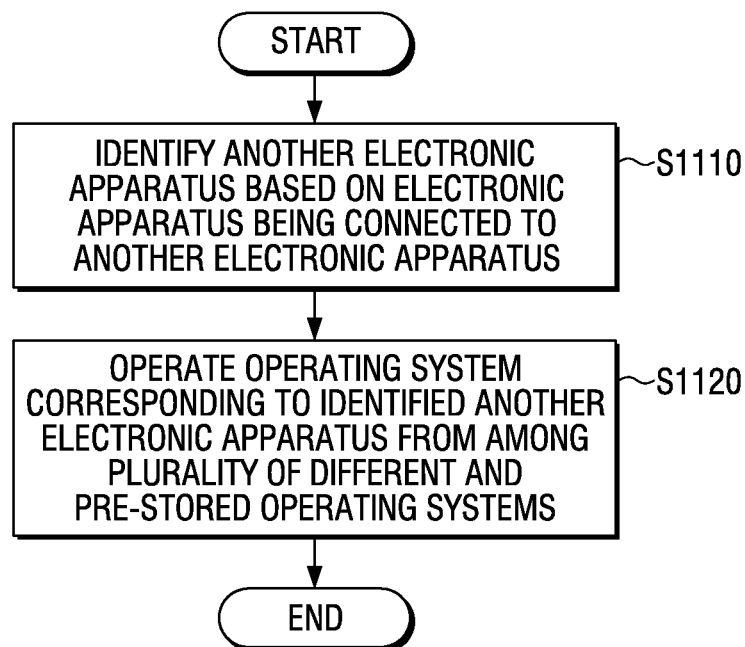 START
IDENTIFY ANOTHER ELECTRONIC
APPARATUS BASED ON ELECTRONIC
APPARATUS BEING CONNECTED TO
ANOTHER ELECTRONIC APPARATUS
S1110
OPERATE OPERATING SYSTEM
CORRESPONDING TO IDENTIFIED ANOTHER
ELECTRONIC APPARATUS FROM AMONG
PLURALITY OF DIFFERENT AND
PRE-STORED OPERATING SYSTEMS
S1120
END